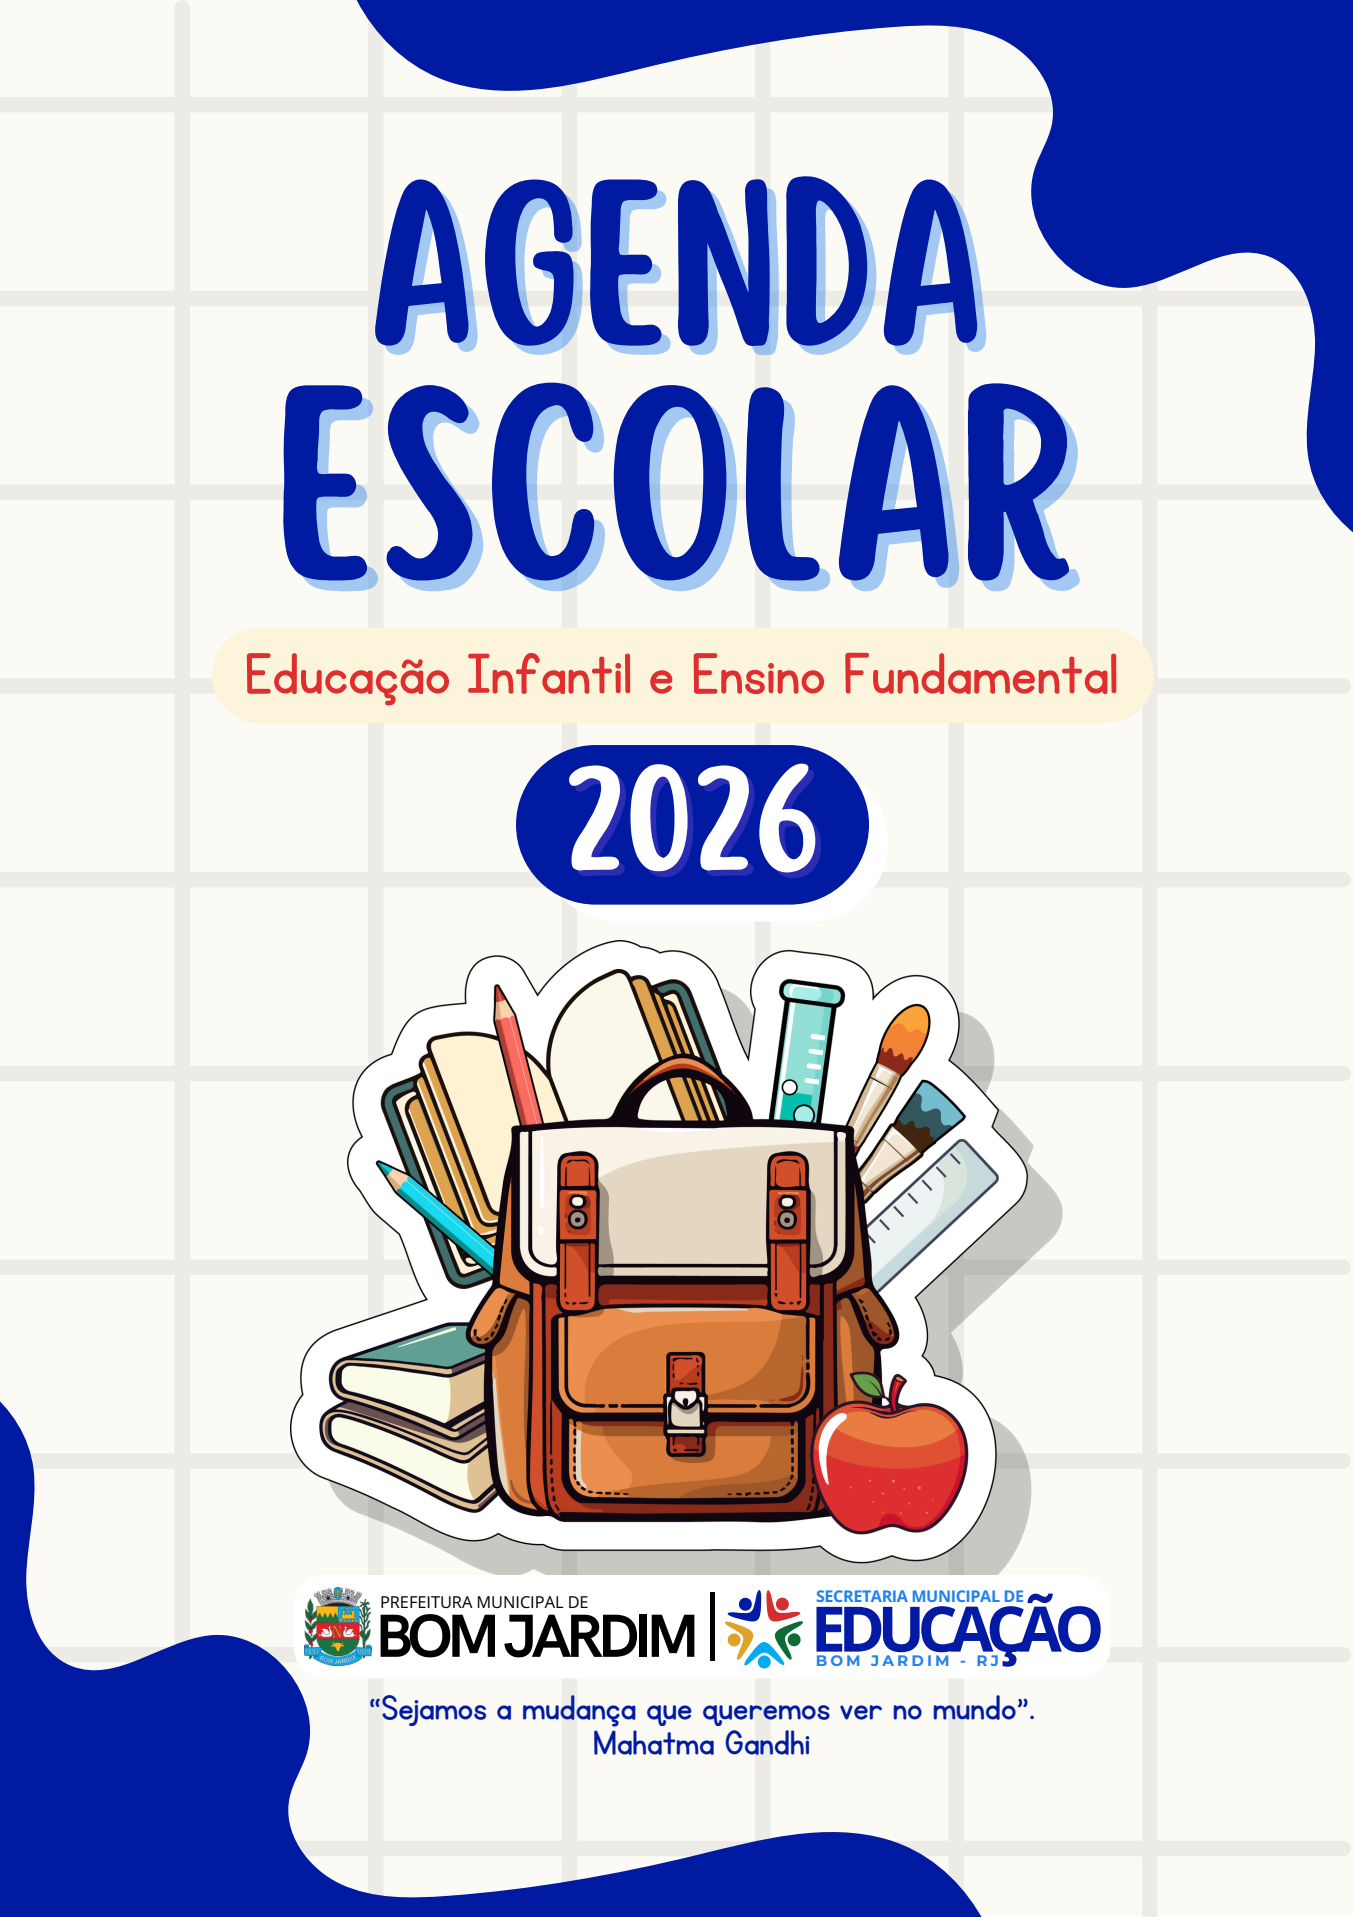 AGENDA
ESCOLAR
Educação Infantil e Ensino Fundamental
2026
PREFEITURA MUNICIPAL DE
BOM JARDIM
SECRETARIA MUNICIPAL DE
EDUCAÇÃO
BOM JARDIM - RJ
“Sejamos a mudança que queremos ver no mundo”.
Mahatma Gandhi